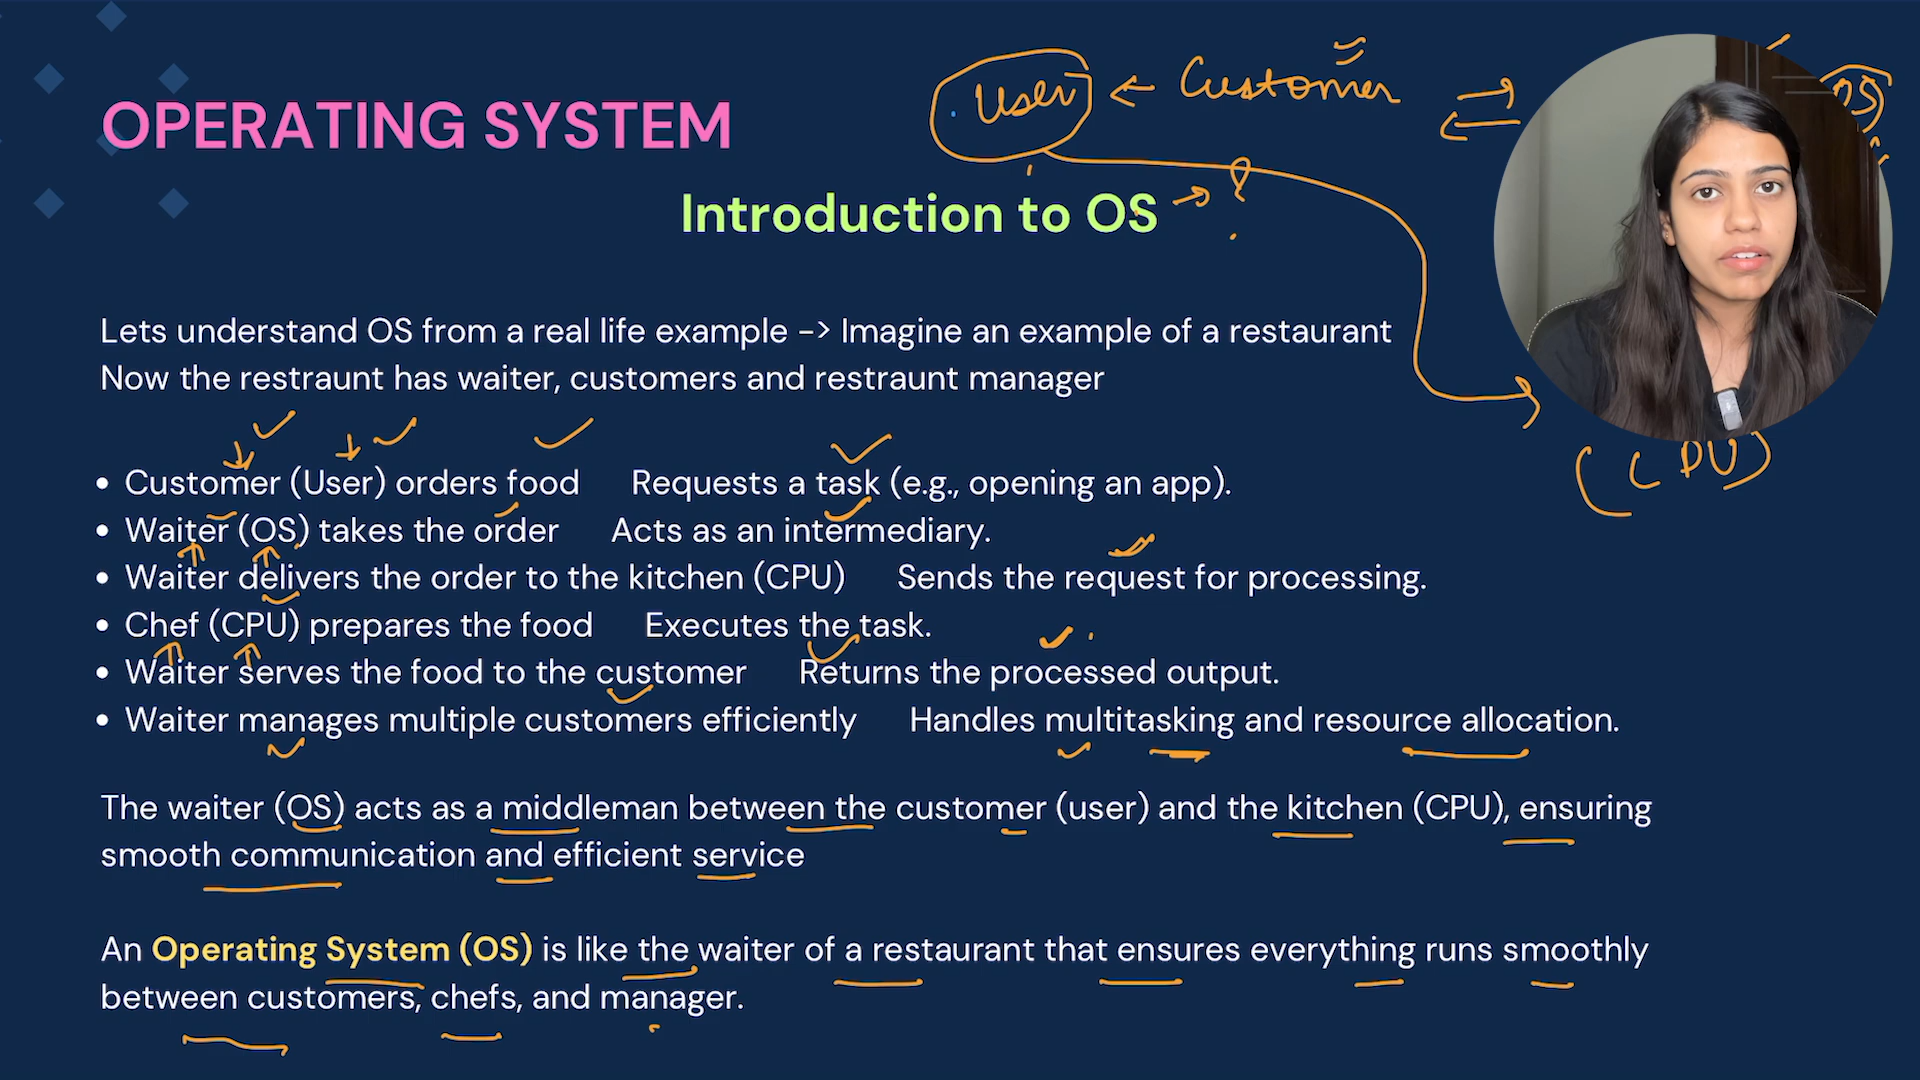 User ← Customer
OS
OPERATING SYSTEM
Introduction to OS →
Lets understand OS from a real life example -> Imagine an example of a restaurant
Now the restraunt has waiter, customers and restraunt manager
• Customer (User) orders food Requests a task (e.g., opening an app).
(CPU)
• Waiter (OS) takes the order Acts as an intermediary.
• Waiter delivers the order to the kitchen (CPU) Sends the request for processing.
• Chef (CPU) prepares the food Executes the task.
• Waiter serves the food to the customer Returns the processed output.
• Waiter manages multiple customers efficiently Handles multitasking and resource allocation.
The waiter (OS) acts as a middleman between the customer (user) and the kitchen (CPU), ensuring
smooth communication and efficient service
An Operating System (OS) is like the waiter of a restaurant that ensures everything runs smoothly
between customers, chefs, and manager.